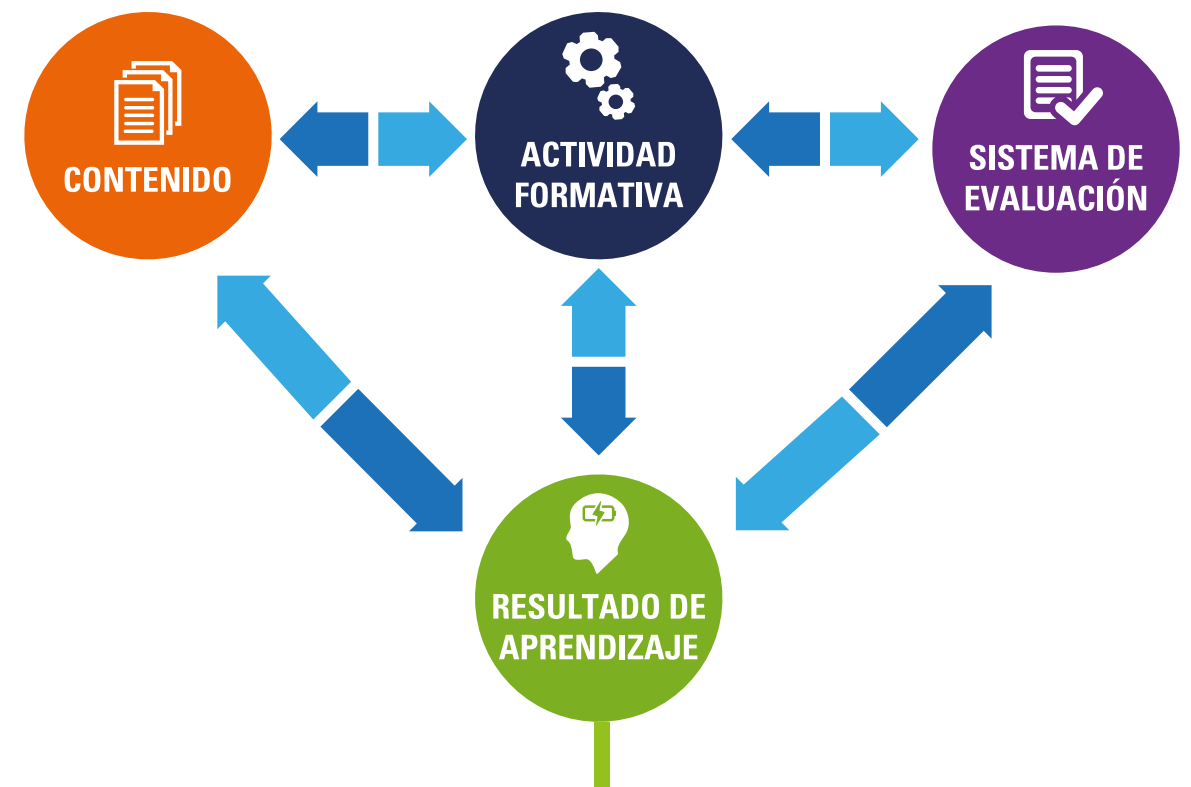 CONTENIDO
ACTIVIDAD
FORMATIVA
SISTEMA DE
EVALUACIÓN
RESULTADO DE
APRENDIZAJE